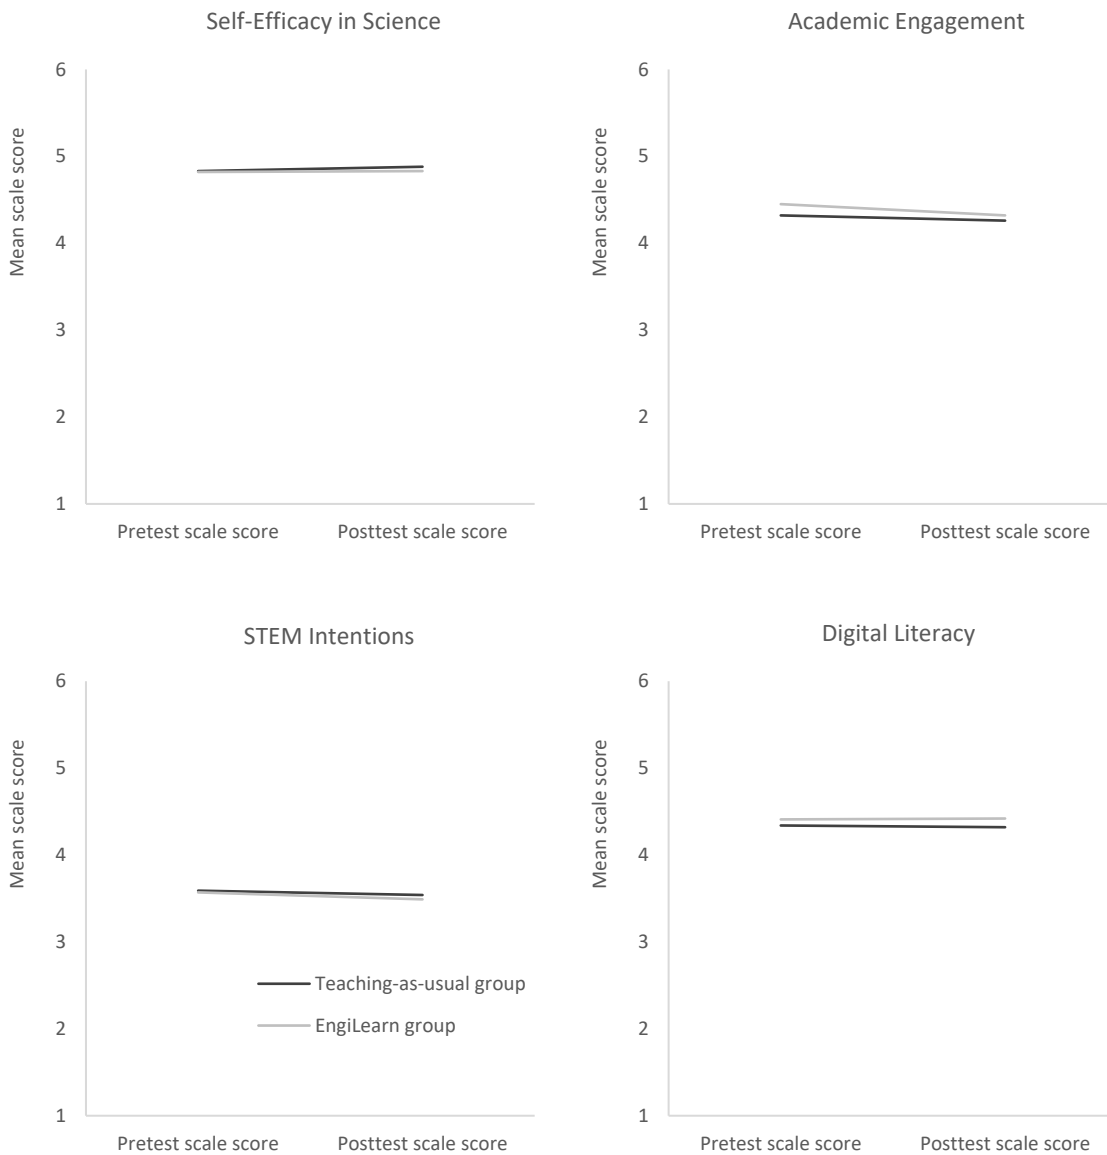 Self-Efficacy in Science
Mean scale score
6
5
4
3
2
1
Pretest scale score Posttest scale score
Academic Engagement
Mean scale score
6
5
4
3
2
1
Pretest scale score Posttest scale score
STEM Intentions
Mean scale score
6
5
4
3
2
1
Teaching-as-usual group
EngiLearn group
Pretest scale score Posttest scale score
Digital Literacy
Mean scale score
6
5
4
3
2
1
Pretest scale score Posttest scale score